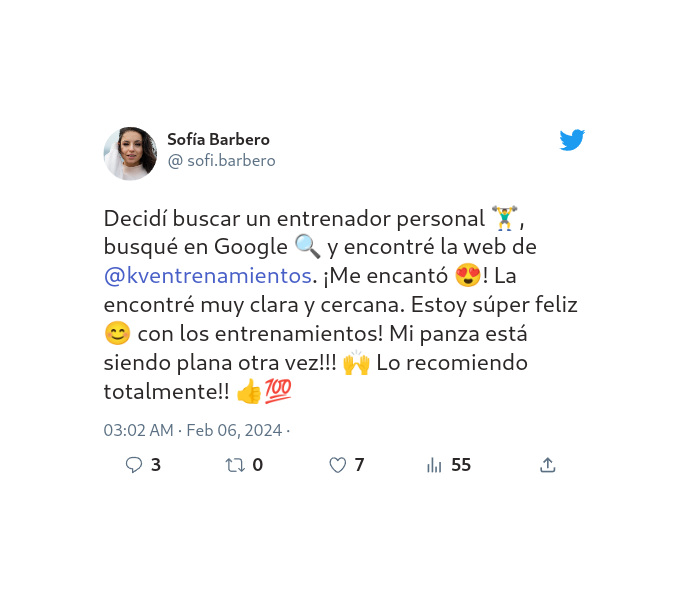 Sofía Barbero
@ sofi.barbero
Decidí buscar un entrenador personal 🏋️‍♂️,
busqué en Google 🔍 y encontré la web de
@kventrenamientos. ¡Me encantó 😍! La
encontré muy clara y cercana. Estoy súper feliz
😊 con los entrenamientos! Mi panza está
siendo plana otra vez!!! 🙌 Lo recomiendo
totalmente!! 👍💯
03:02 AM · Feb 06, 2024 ·
3 0 7 55